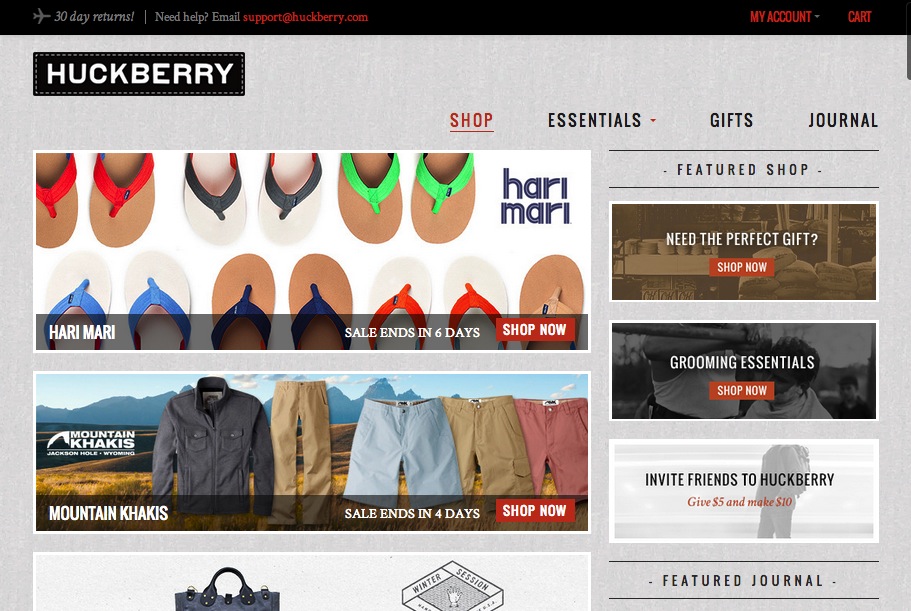 30 day returns!
Need help? Email support@huckberry.com
MY ACCOUNT
CART
HUCKBERRY
SHOP
ESSENTIALS
GIFTS
JOURNAL
hari
mari
HARI MARI
SALE ENDS IN 6 DAYS
SHOP NOW
MOUNTAIN
KHAKIS
JACKSON HOLE • WYOMING
MOUNTAIN KHAKIS
SALE ENDS IN 4 DAYS
SHOP NOW
WINTER
SESSION
- FEATURED SHOP -
NEED THE PERFECT GIFT?
SHOP NOW
GROOMING ESSENTIALS
SHOP NOW
INVITE FRIENDS TO HUCKBERRY
Give $5 and make $10
- FEATURED JOURNAL -